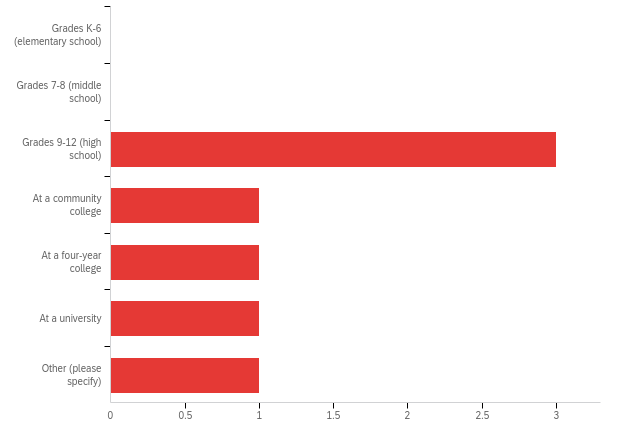 Grades K-6
(elementary school)
Grades 7-8 (middle
school)
Grades 9-12 (high
school)
At a community
college
At a four-year
college
At a university
Other (please
specify)
0 0.5 1 1.5 2 2.5 3